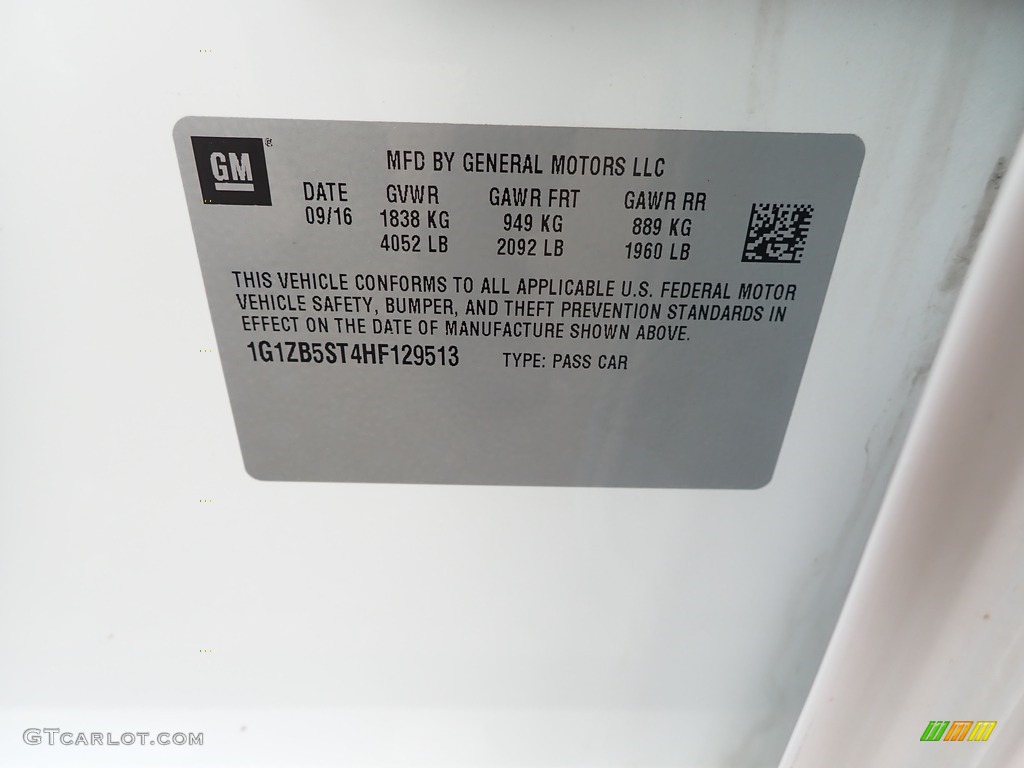 GM®
MFD BY GENERAL MOTORS LLC
DATE GVWR GAWR FRT GAWR RR
09/16 1838 KG 949 KG 889 KG
4052 LB 2092 LB 1960 LB
THIS VEHICLE CONFORMS TO ALL APPLICABLE U.S. FEDERAL MOTOR
VEHICLE SAFETY, BUMPER, AND THEFT PREVENTION STANDARDS IN
EFFECT ON THE DATE OF MANUFACTURE SHOWN ABOVE.
1G1ZB5ST4HF129513 TYPE: PASS CAR
GTCARLOT.COM